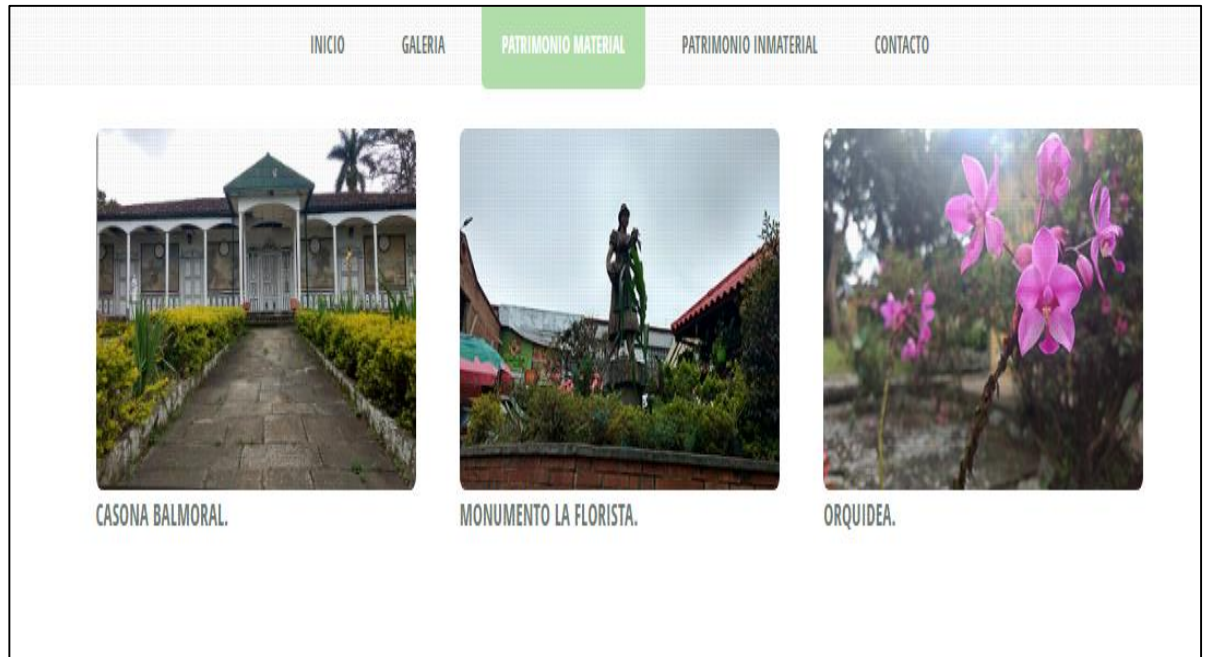 INICIO GALERIA PATRIMONIO MATERIAL PATRIMONIO INMATERIAL CONTACTO
CASONA BALMORAL. MONUMENTO LA FLORISTA. ORQUIDEA.